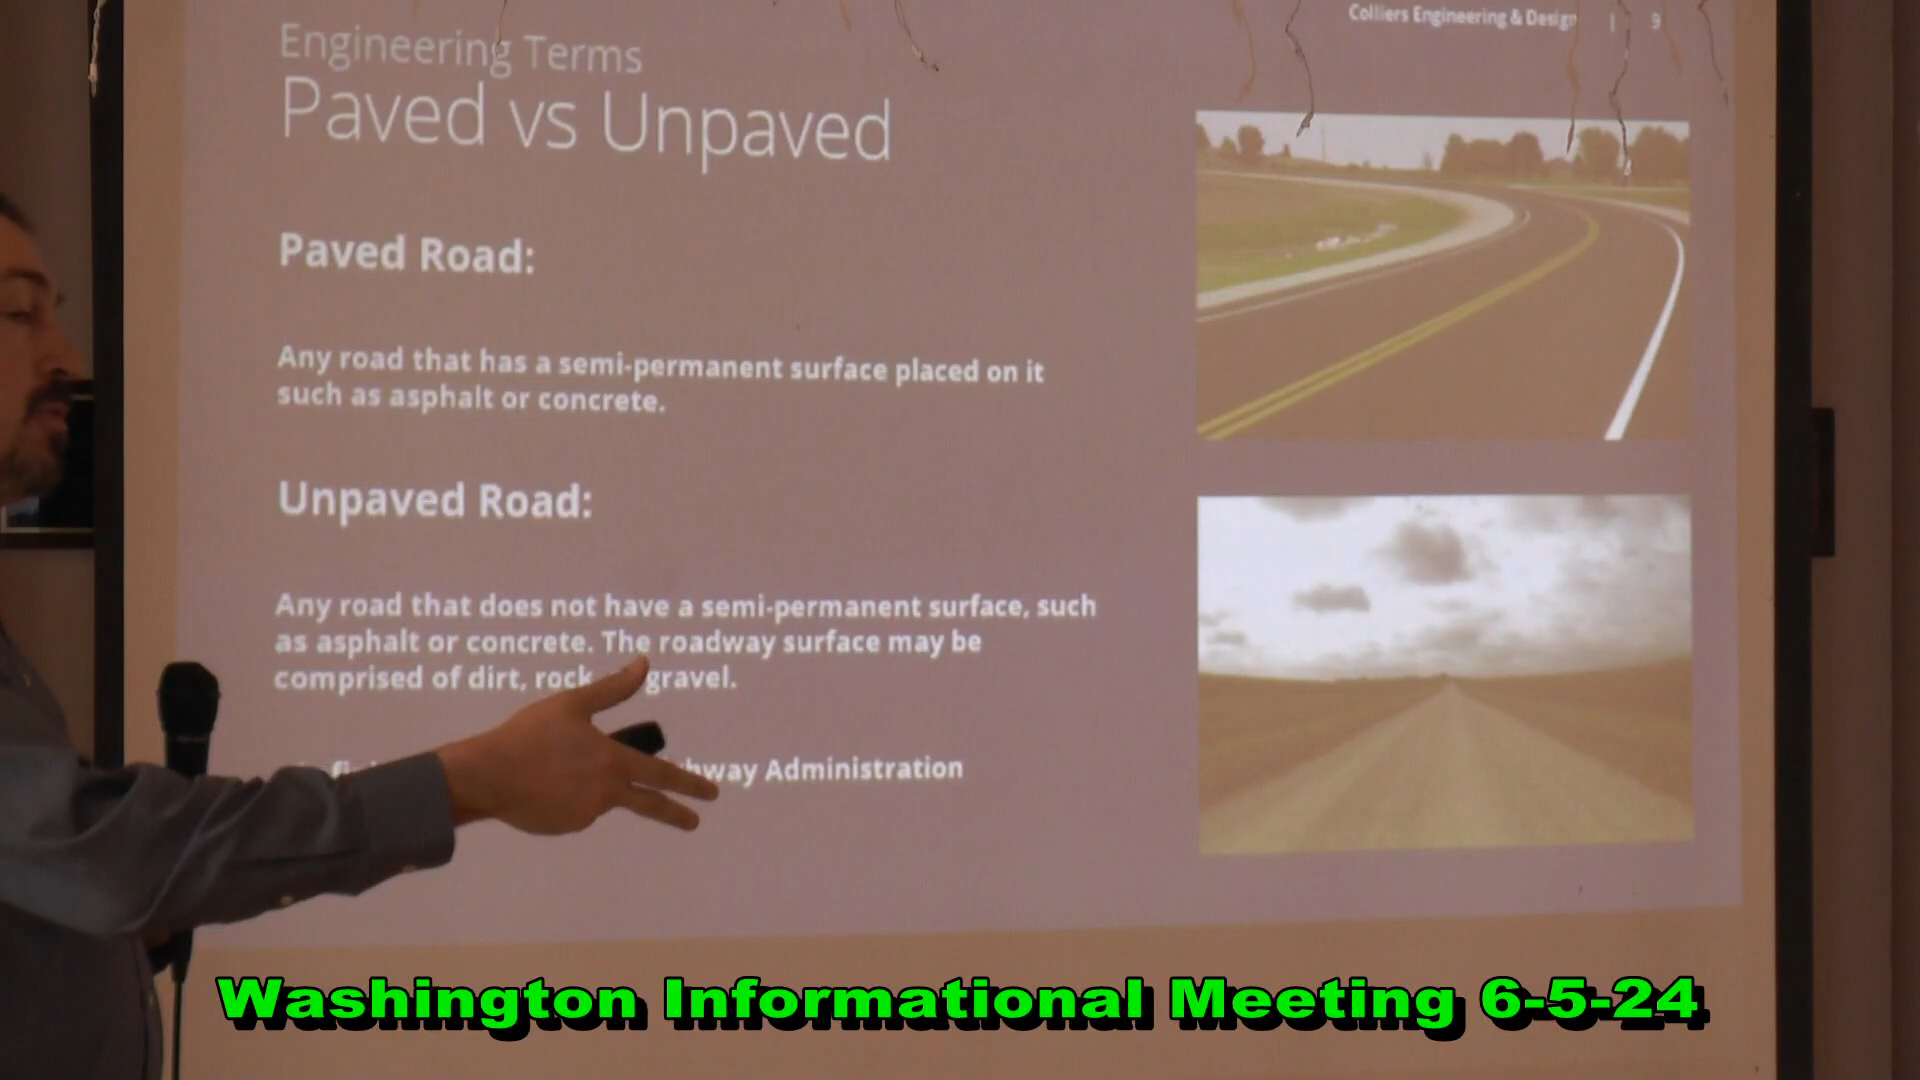 Colliers Engineering & Design | 9
Engineering Terms
Paved vs Unpaved
Paved Road:
Any road that has a semi-permanent surface placed on it
such as asphalt or concrete.
Unpaved Road:
Any road that does not have a semi-permanent surface, such
as asphalt or concrete. The roadway surface may be
comprised of dirt, rock gravel.
Administration
Washington Informational Meeting 6-5-24